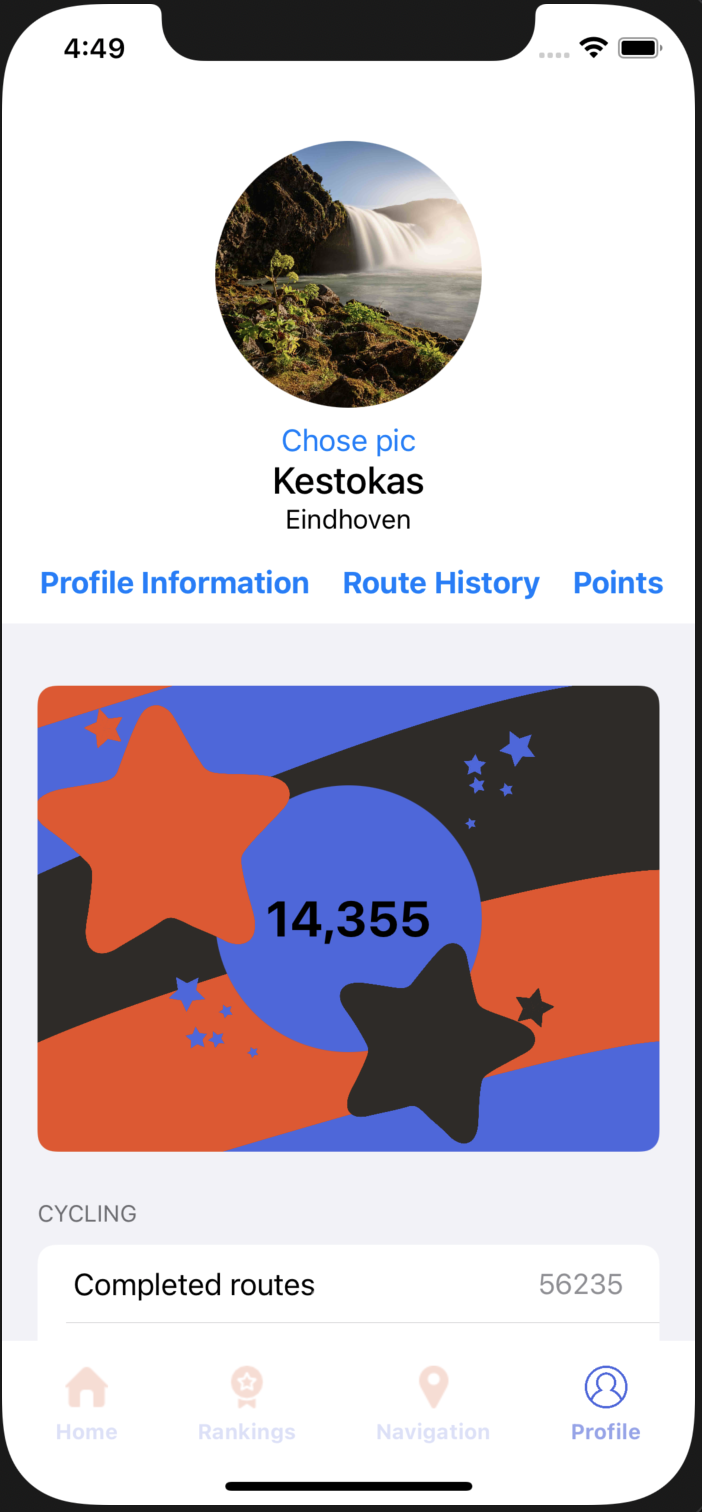 4:49
Chose pic
Kestokas
Eindhoven
Profile Information Route History Points
14,355
CYCLING
Completed routes 56235
Home Rankings Navigation Profile